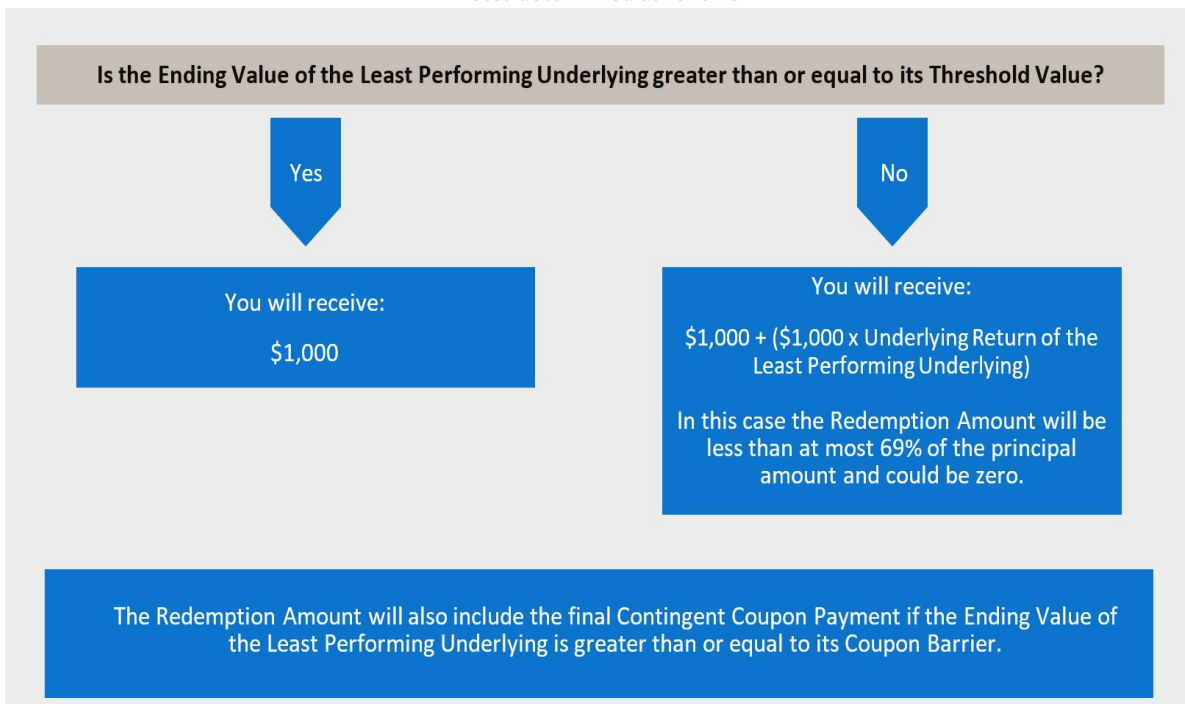 Is the Ending Value of the Least Performing Underlying greater than or equal to its Threshold Value?
Yes
No
You will receive:
$1,000
You will receive:
$1,000 + ($1,000 x Underlying Return of the
Least Performing Underlying)
In this case the Redemption Amount will be
less than at most 69% of the principal
amount and could be zero.
The Redemption Amount will also include the final Contingent Coupon Payment if the Ending Value of
the Least Performing Underlying is greater than or equal to its Coupon Barrier.